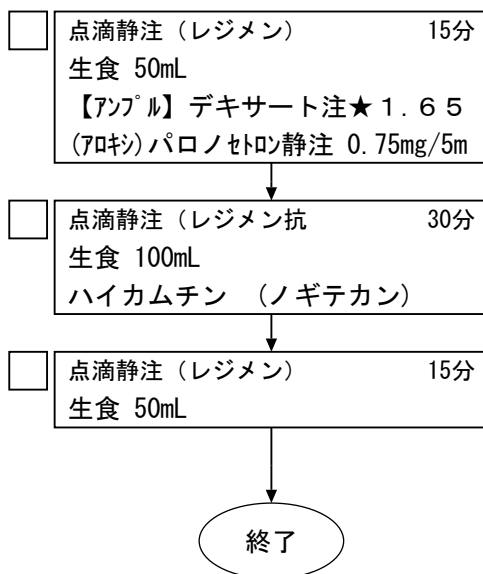 点滴静注（レジメン） 15分
生食 50mL
【ｱﾝﾌﾟﾙ】デキサート注★１.６５
(ｱﾛｷｼ)パロノｾﾄﾛﾝ静注 0.75mg/5m
点滴静注（レジメン抗 30分
生食 100mL
ハイカムチン （ノギテカン）
点滴静注（レジメン） 15分
生食 50mL
終了